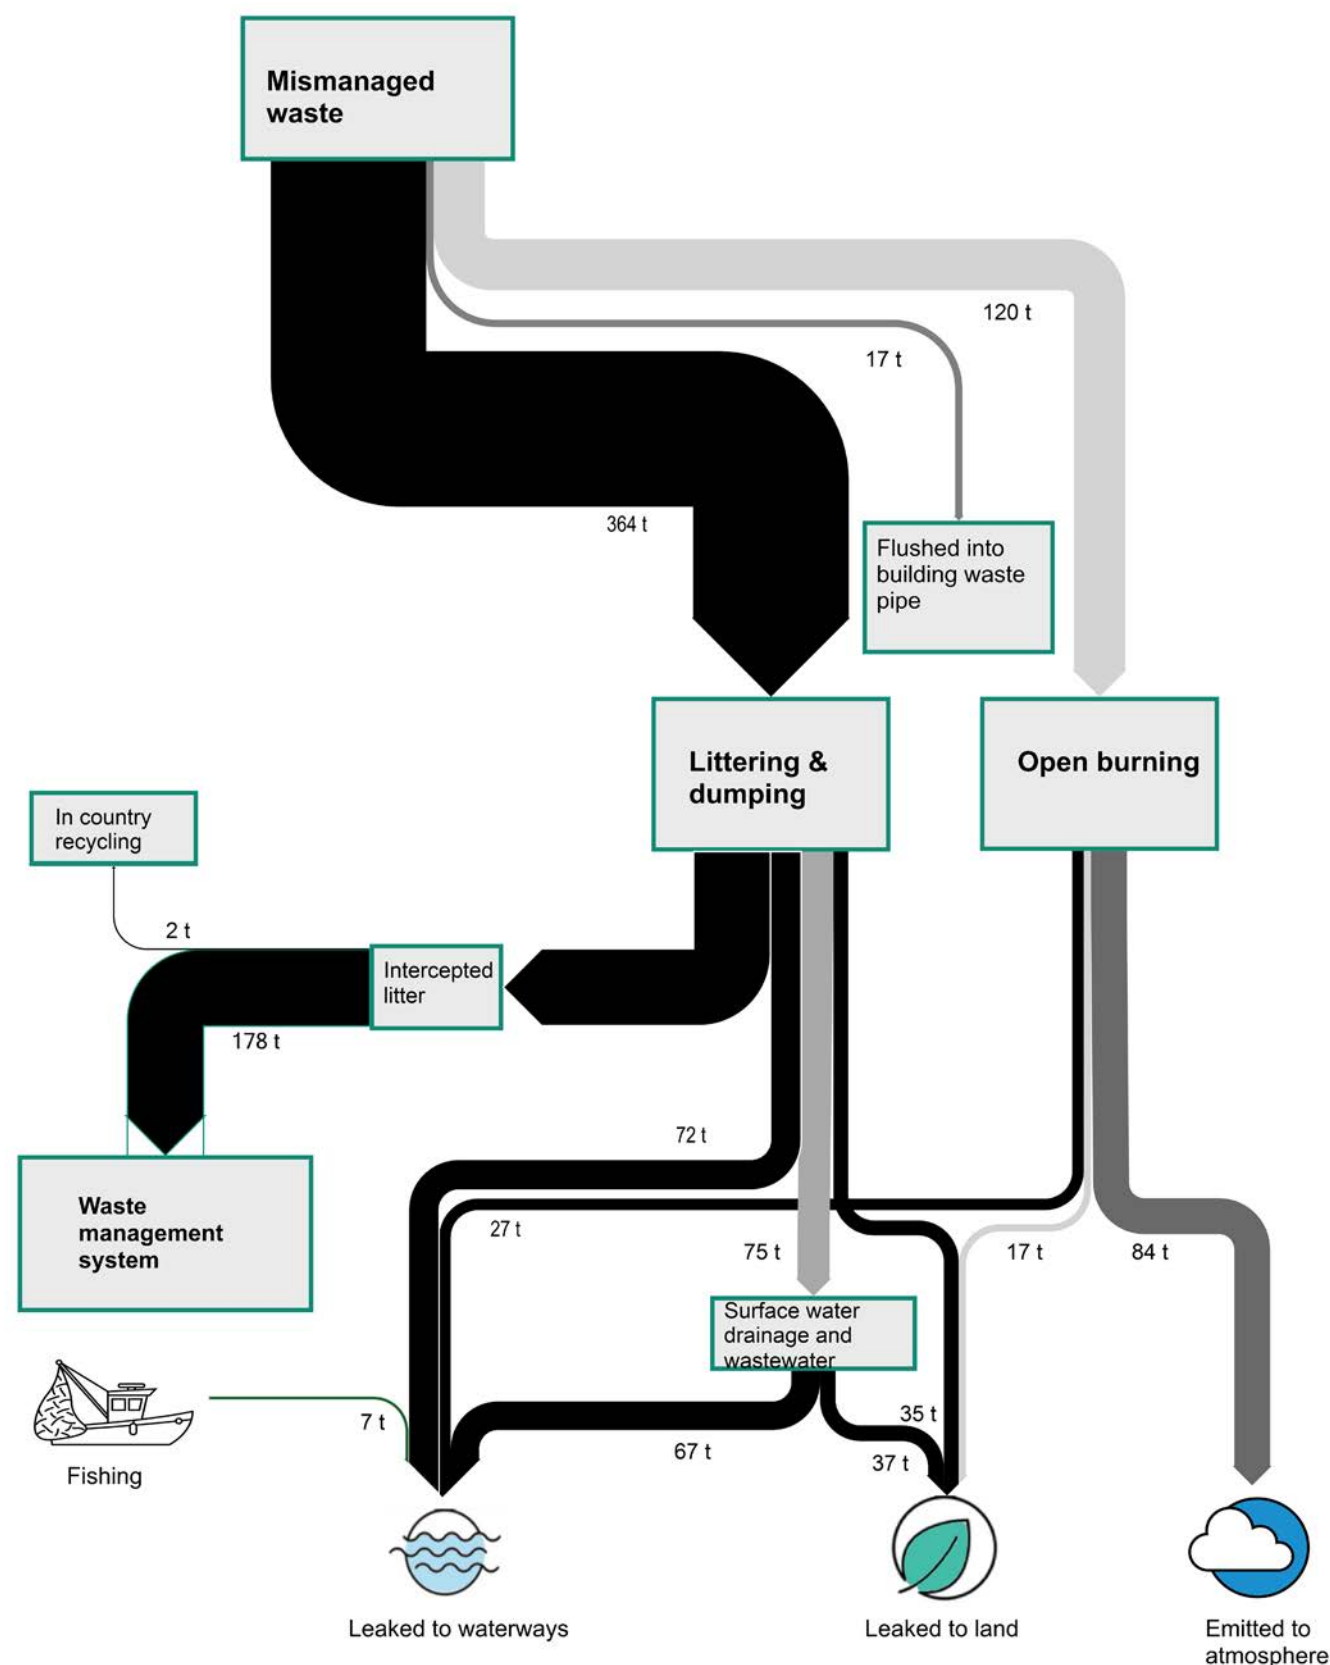 Mismanaged
waste
120 t
17 t
364 t
Flushed into
building waste
pipe
Littering &
dumping
Open burning
In country
recycling
2 t
Intercepted
litter
178 t
72 t
Waste
management
system
27 t
75 t
17 t
84 t
Surface water
drainage and
wastewater
7 t
67 t
35 t
37 t
Fishing
Leaked to waterways
Leaked to land
Emitted to
atmosphere